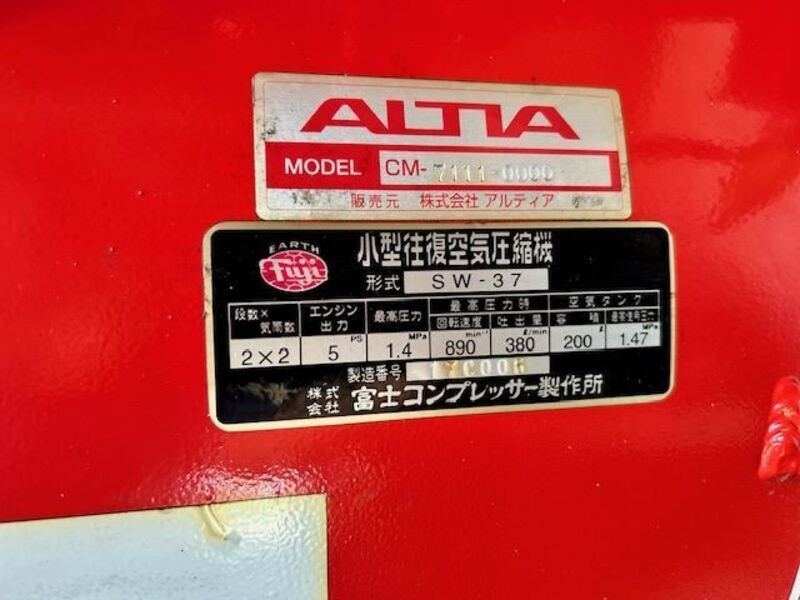 ALTIA
MODEL CM-7111-0000
販売元 株式会社 アルティア
EARTH
Fuji
小型往復空気圧縮機
形式 SW-37
段数× 気筒数 エンジン 出力 最高圧力 最高圧力時 空気タンク
回転速度 吐出量 容積 最高使用圧力
PS MPa min⁻¹ ℓ/min ℓ MPa
2×2 5 1.4 890 380 200 1.47
製造番号
株式会社 富士コンプレッサー製作所